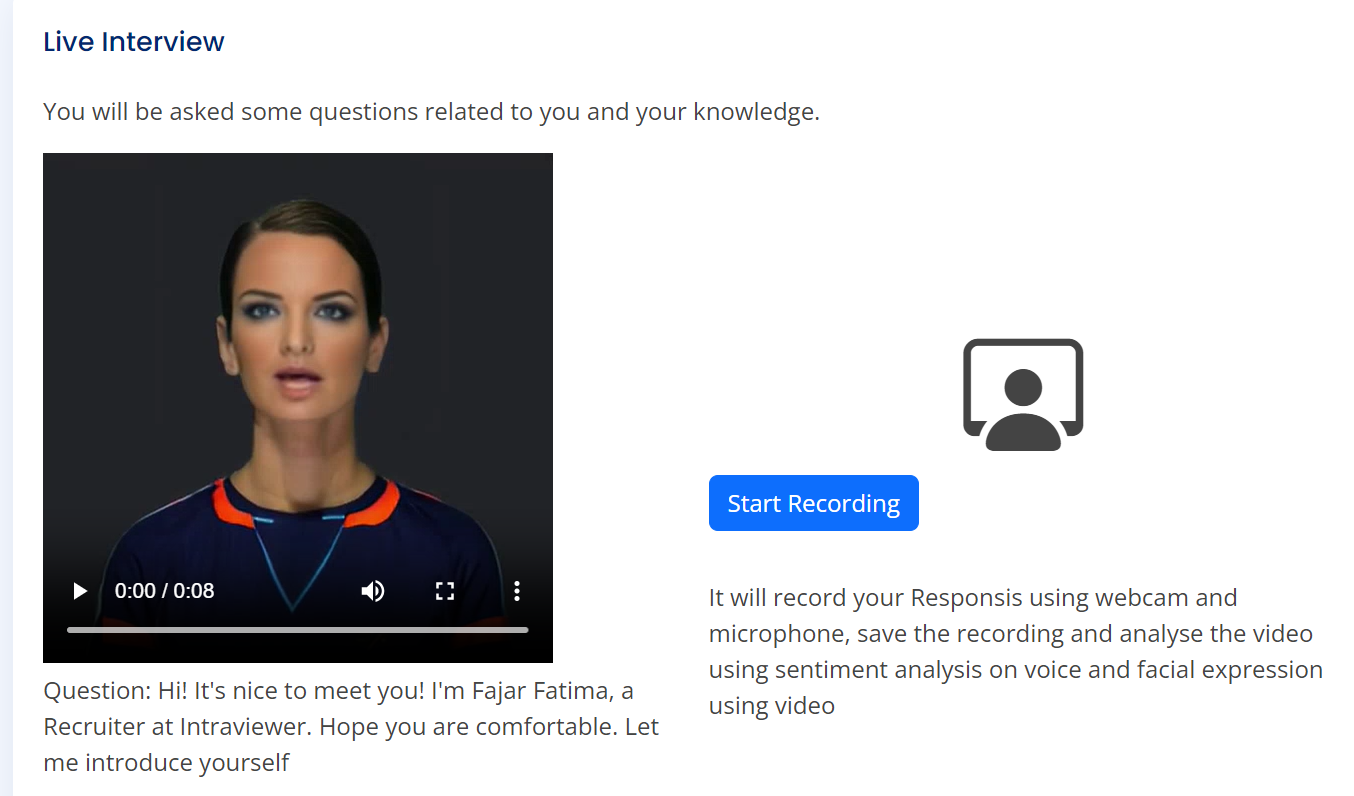 Live Interview
You will be asked some questions related to you and your knowledge.
0:00 / 0:08
Question: Hi! It's nice to meet you! I'm Fajar Fatima, a
Recruiter at Intraviewer. Hope you are comfortable. Let
me introduce yourself
Start Recording
It will record your Responsis using webcam and
microphone, save the recording and analyse the video
using sentiment analysis on voice and facial expression
using video